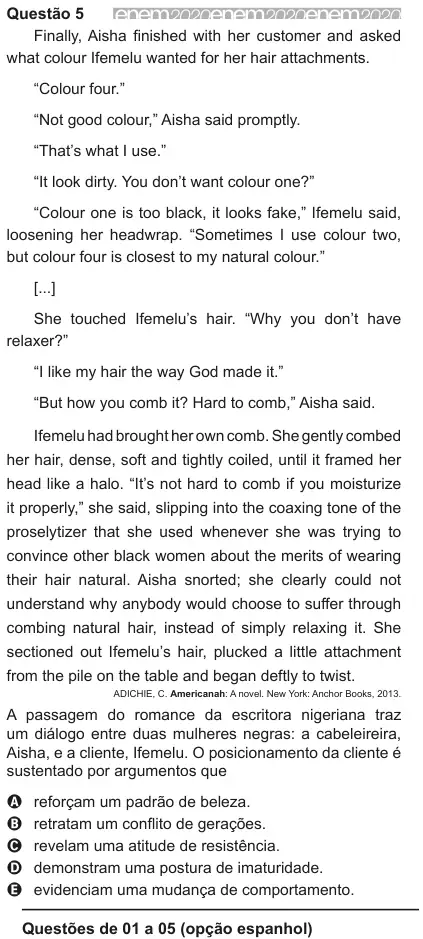 Questão 5 enem2020enem2020enem2020
Finally, Aisha finished with her customer and asked
what colour Ifemelu wanted for her hair attachments.
“Colour four.”
“Not good colour,” Aisha said promptly.
“That’s what I use.”
“It look dirty. You don’t want colour one?”
“Colour one is too black, it looks fake,” Ifemelu said,
loosening her headwrap. “Sometimes I use colour two,
but colour four is closest to my natural colour.”
[...]
She touched Ifemelu’s hair. “Why you don’t have
relaxer?”
“I like my hair the way God made it.”
“But how you comb it? Hard to comb,” Aisha said.
Ifemelu had brought her own comb. She gently combed
her hair, dense, soft and tightly coiled, until it framed her
head like a halo. “It’s not hard to comb if you moisturize
it properly,” she said, slipping into the coaxing tone of the
proselytizer that she used whenever she was trying to
convince other black women about the merits of wearing
their hair natural. Aisha snorted; she clearly could not
understand why anybody would choose to suffer through
combing natural hair, instead of simply relaxing it. She
sectioned out Ifemelu’s hair, plucked a little attachment
from the pile on the table and began deftly to twist.
ADICHIE, C. Americanah: A novel. New York: Anchor Books, 2013.
A passagem do romance da escritora nigeriana traz
um diálogo entre duas mulheres negras: a cabeleireira,
Aisha, e a cliente, Ifemelu. O posicionamento da cliente é
sustentado por argumentos que
A reforçam um padrão de beleza.
B retratam um conflito de gerações.
C revelam uma atitude de resistência.
D demonstram uma postura de imaturidade.
E evidenciam uma mudança de comportamento.
Questões de 01 a 05 (opção espanhol)